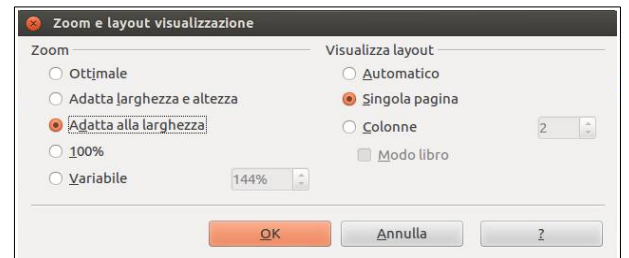 Zoom e layout visualizzazione
Zoom
Ottimale
Adatta larghezza e altezza
Adatta alla larghezza
100%
Variabile
144%
Visualizza layout
Automatico
Singola pagina
Colonne
2
Modo libro
OK
Annulla
?